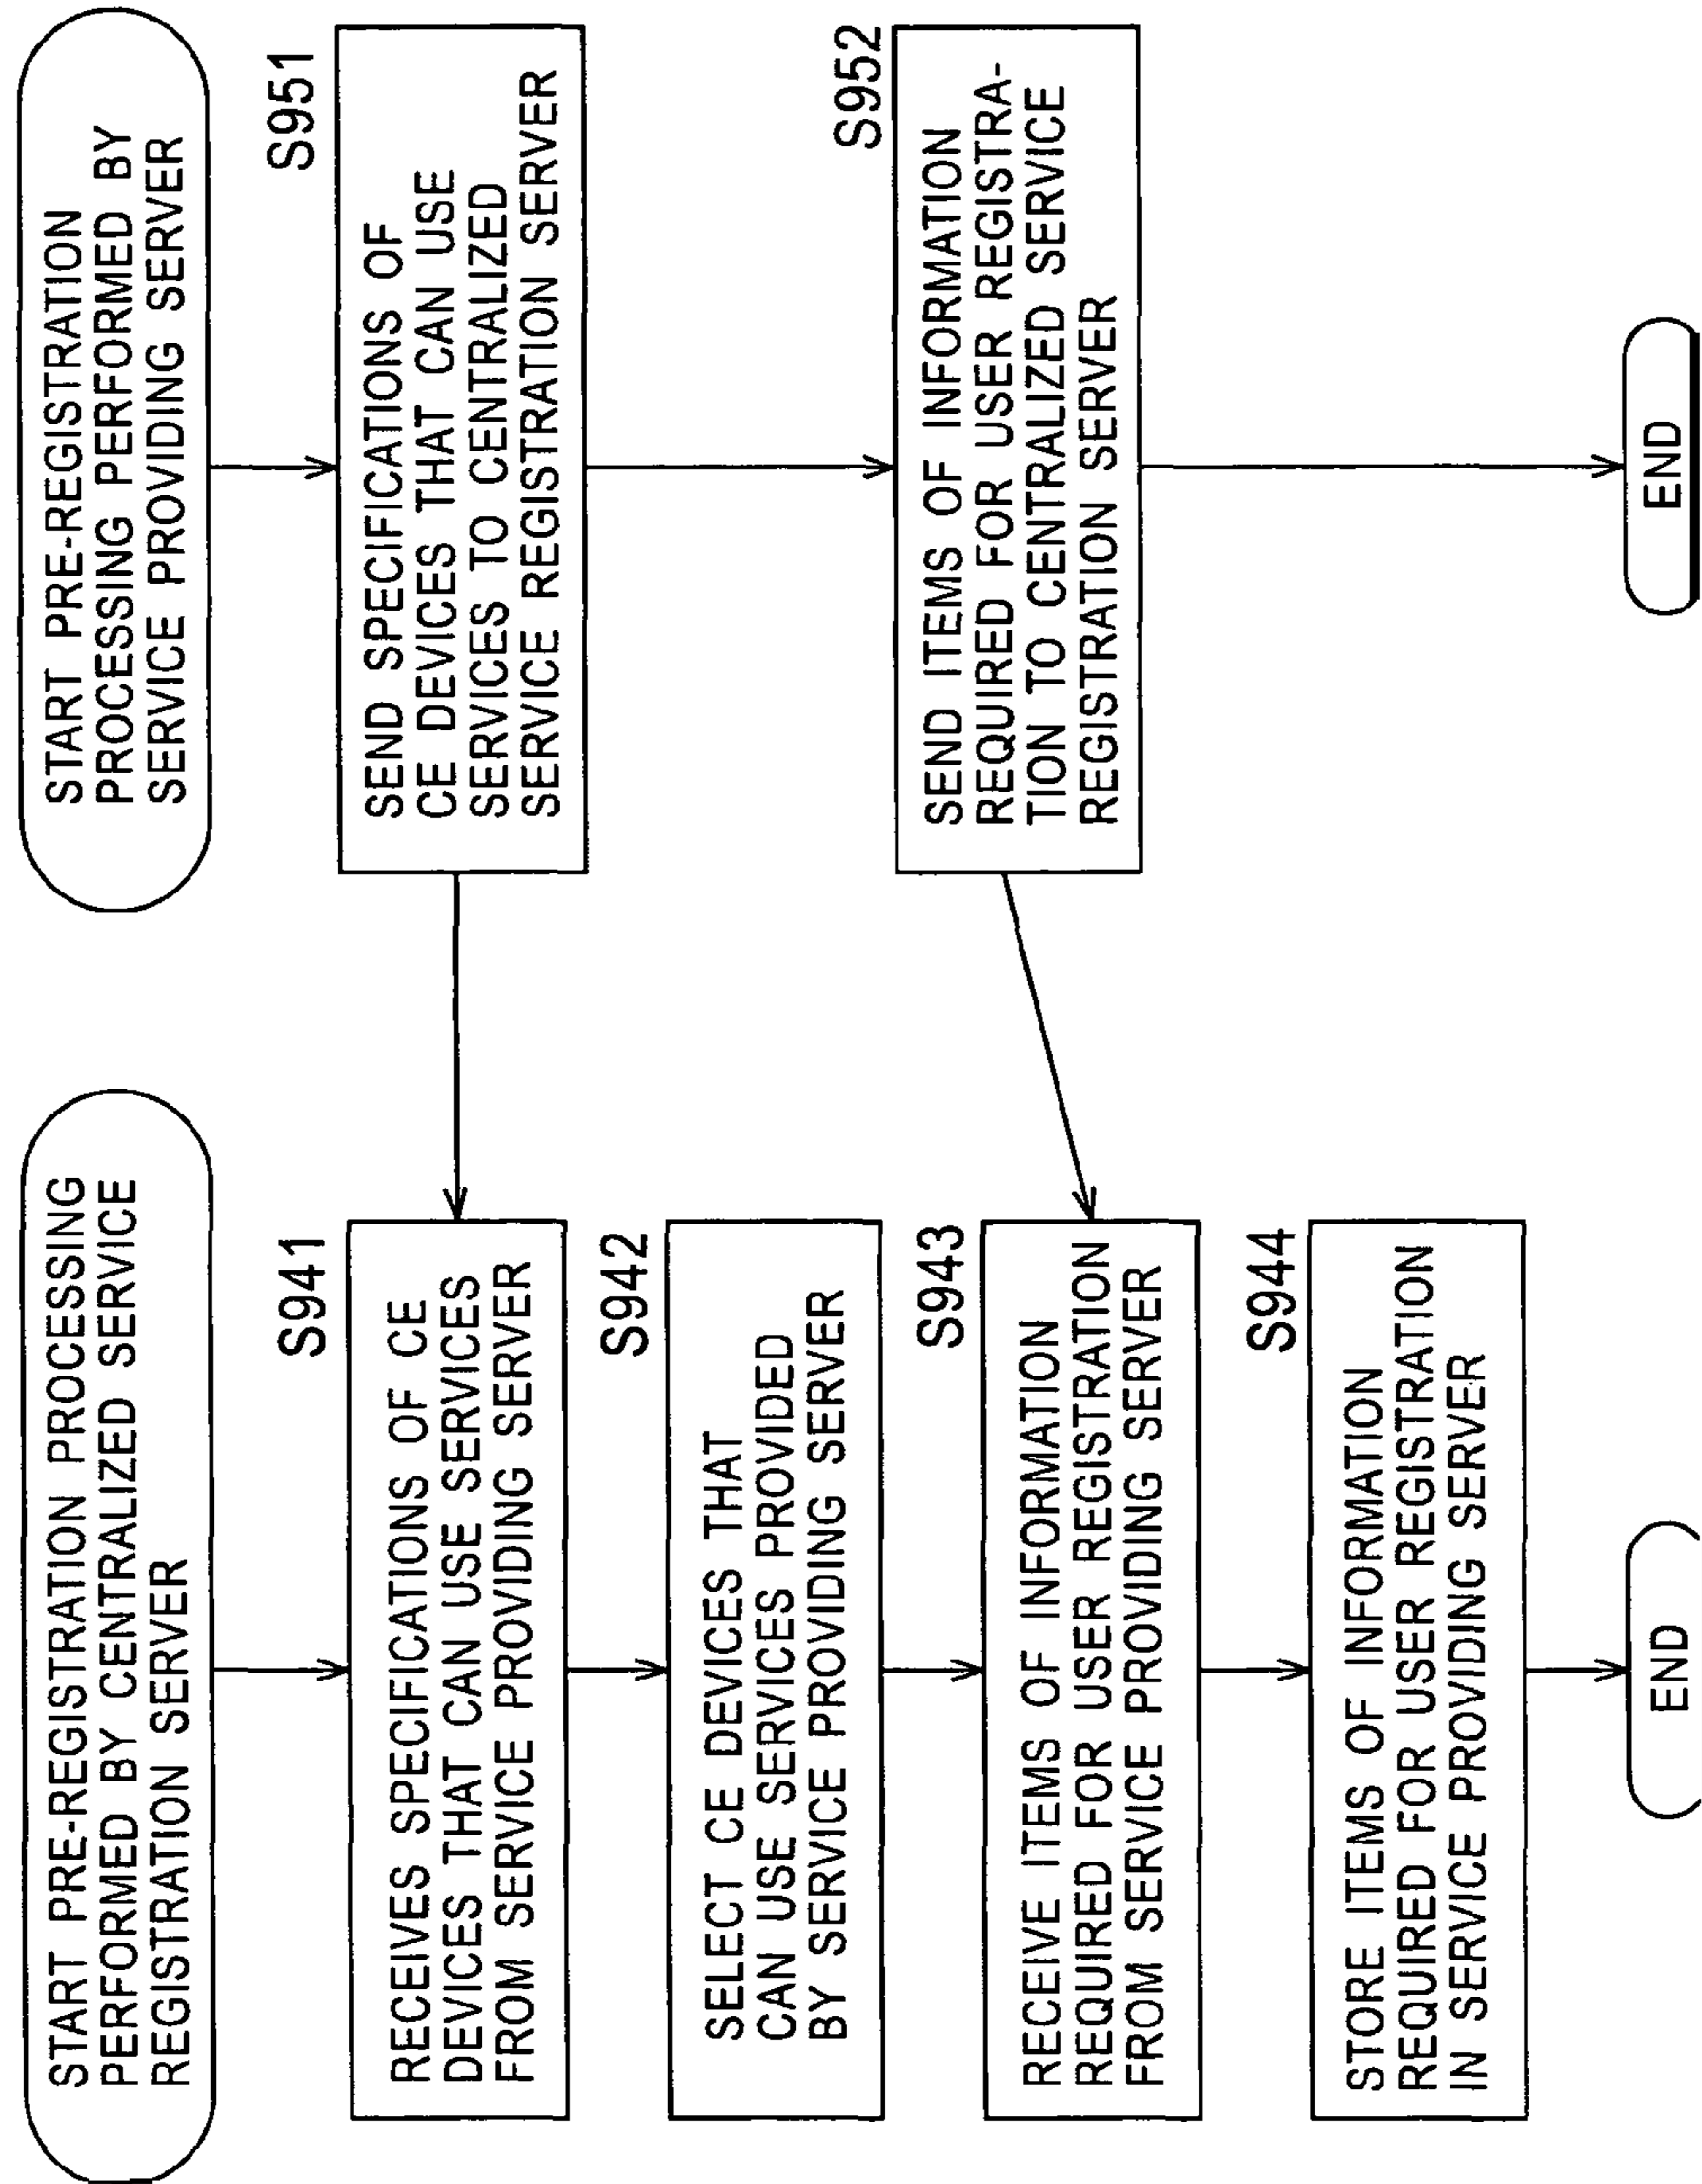 START PRE-REGISTRATION PROCESSING
PERFORMED BY CENTRALIZED SERVICE
REGISTRATION SERVER
S941
RECEIVES SPECIFICATIONS OF CE
DEVICES THAT CAN USE SERVICES
FROM SERVICE PROVIDING SERVER
S942
SELECT CE DEVICES THAT
CAN USE SERVICES PROVIDED
BY SERVICE PROVIDING SERVER
S943
RECEIVE ITEMS OF INFORMATION
REQUIRED FOR USER REGISTRATION
FROM SERVICE PROVIDING SERVER
S944
STORE ITEMS OF INFORMATION
REQUIRED FOR USER REGISTRATION
IN SERVICE PROVIDING SERVER
END
START PRE-REGISTRATION
PROCESSING PERFORMED BY
SERVICE PROVIDING SERVER
S951
SEND SPECIFICATIONS OF
CE DEVICES THAT CAN USE
SERVICES TO CENTRALIZED
SERVICE REGISTRATION SERVER
S952
SEND ITEMS OF INFORMATION
REQUIRED FOR USER REGISTRA-
TION TO CENTRALIZED SERVICE
REGISTRATION SERVER
END